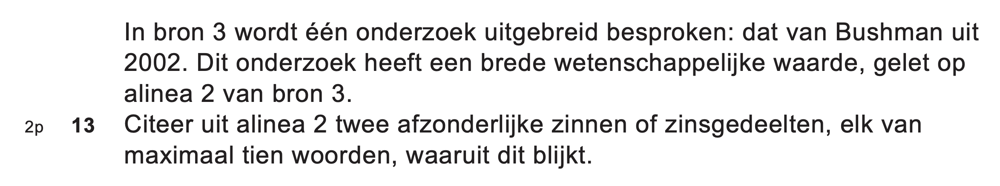 In bron 3 wordt één onderzoek uitgebreid besproken: dat van Bushman uit
2002. Dit onderzoek heeft een brede wetenschappelijke waarde, gelet op
alinea 2 van bron 3.
2p 13 Citeer uit alinea 2 twee afzonderlijke zinnen of zinsgedeelten, elk van
maximaal tien woorden, waaruit dit blijkt.